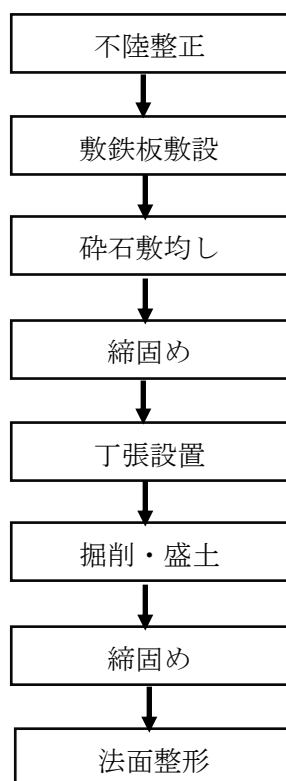 不陸整正
敷鉄板敷設
砕石敷均し
締固め
丁張設置
掘削・盛土
締固め
法面整形